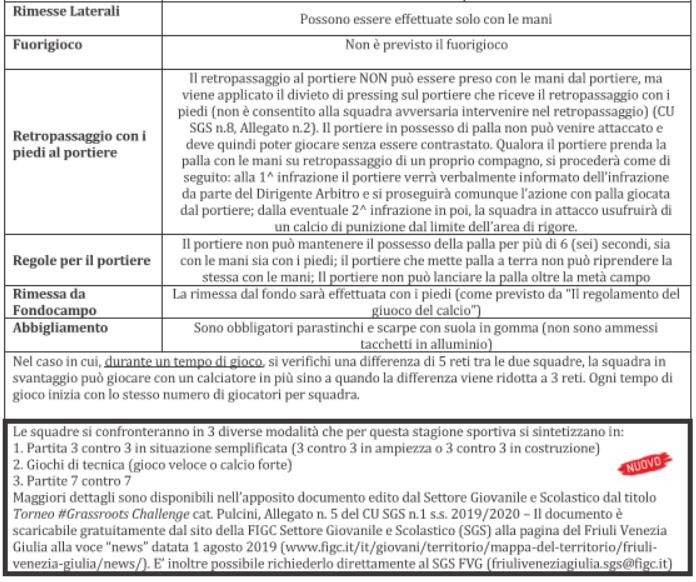 Rimesse Laterali
Possono essere effettuate solo con le mani
Fuorigioco
Non è previsto il fuorigioco
Retropassaggio con i
piedi al portiere
Il retropassaggio al portiere NON può essere preso con le mani dal portiere, ma
viene applicato il divieto di pressing sul portiere che riceve il retropassaggio con i
piedi (non è consentito alla squadra avversaria intervenire nel retropassaggio) (CU
SGS n.8, Allegato n.2). Il portiere in possesso di palla non può venire attaccato e
deve quindi poter giocare senza essere contrastato. Qualora il portiere prenda la
palla con le mani su retropassaggio di un proprio compagno, si procederà come di
seguito: alla 1^ infrazione il portiere verrà verbalmente informato dell'infrazione
da parte del Dirigente Arbitro e si proseguirà comunque l'azione con palla giocata
dal portiere; dalla eventuale 2^ infrazione in poi, la squadra in attacco usufruirà di
un calcio di punizione dal limite dell'area di rigore.
Regole per il portiere
Il portiere non può mantenere il possesso della palla per più di 6 (sei) secondi, sia
con le mani sia con i piedi; il portiere che mette palla a terra non può riprendere la
stessa con le mani; Il portiere non può lanciare la palla oltre la metà campo
Rimessa da
Fondocampo
La rimessa dal fondo sarà effettuata con i piedi (come previsto da "Il regolamento del
giuoco del calcio")
Abbigliamento
Sono obbligatori parastinchi e scarpe con suola in gomma (non sono ammessi
tacchetti in alluminio)
Nel caso in cui, durante un tempo di gioco, si verifichi una differenza di 5 reti tra le due squadre, la squadra in
svantaggio può giocare con un calciatore in più sino a quando la differenza viene ridotta a 3 reti. Ogni tempo di
gioco inizia con lo stesso numero di giocatori per squadra.
Le squadre si confronteranno in 3 diverse modalità che per questa stagione sportiva si sintetizzano in:
1. Partita 3 contro 3 in situazione semplificata (3 contro 3 in ampiezza o 3 contro 3 in costruzione)
2. Giochi di tecnica (gioco veloce o calcio forte)
NUOVO
3. Partite 7 contro 7
Maggiori dettagli sono disponibili nell'apposito documento edito dal Settore Giovanile e Scolastico dal titolo
Torneo #Grassroots Challenge cat. Pulcini, Allegato n. 5 del CU SGS n.1 s.s. 2019/2020 – Il documento è
scaricabile gratuitamente dal sito della FIGC Settore Giovanile e Scolastico (SGS) alla pagina del Friuli Venezia
Giulia alla voce "news" datata 1 agosto 2019 (www.figc.it/it/giovani/territorio/mappa-del-territorio/friuli-
venezia-giulia/news/). E' inoltre possibile richiederlo direttamente al SGS FVG (friuliveneziagiulia.sgs@figc.it)